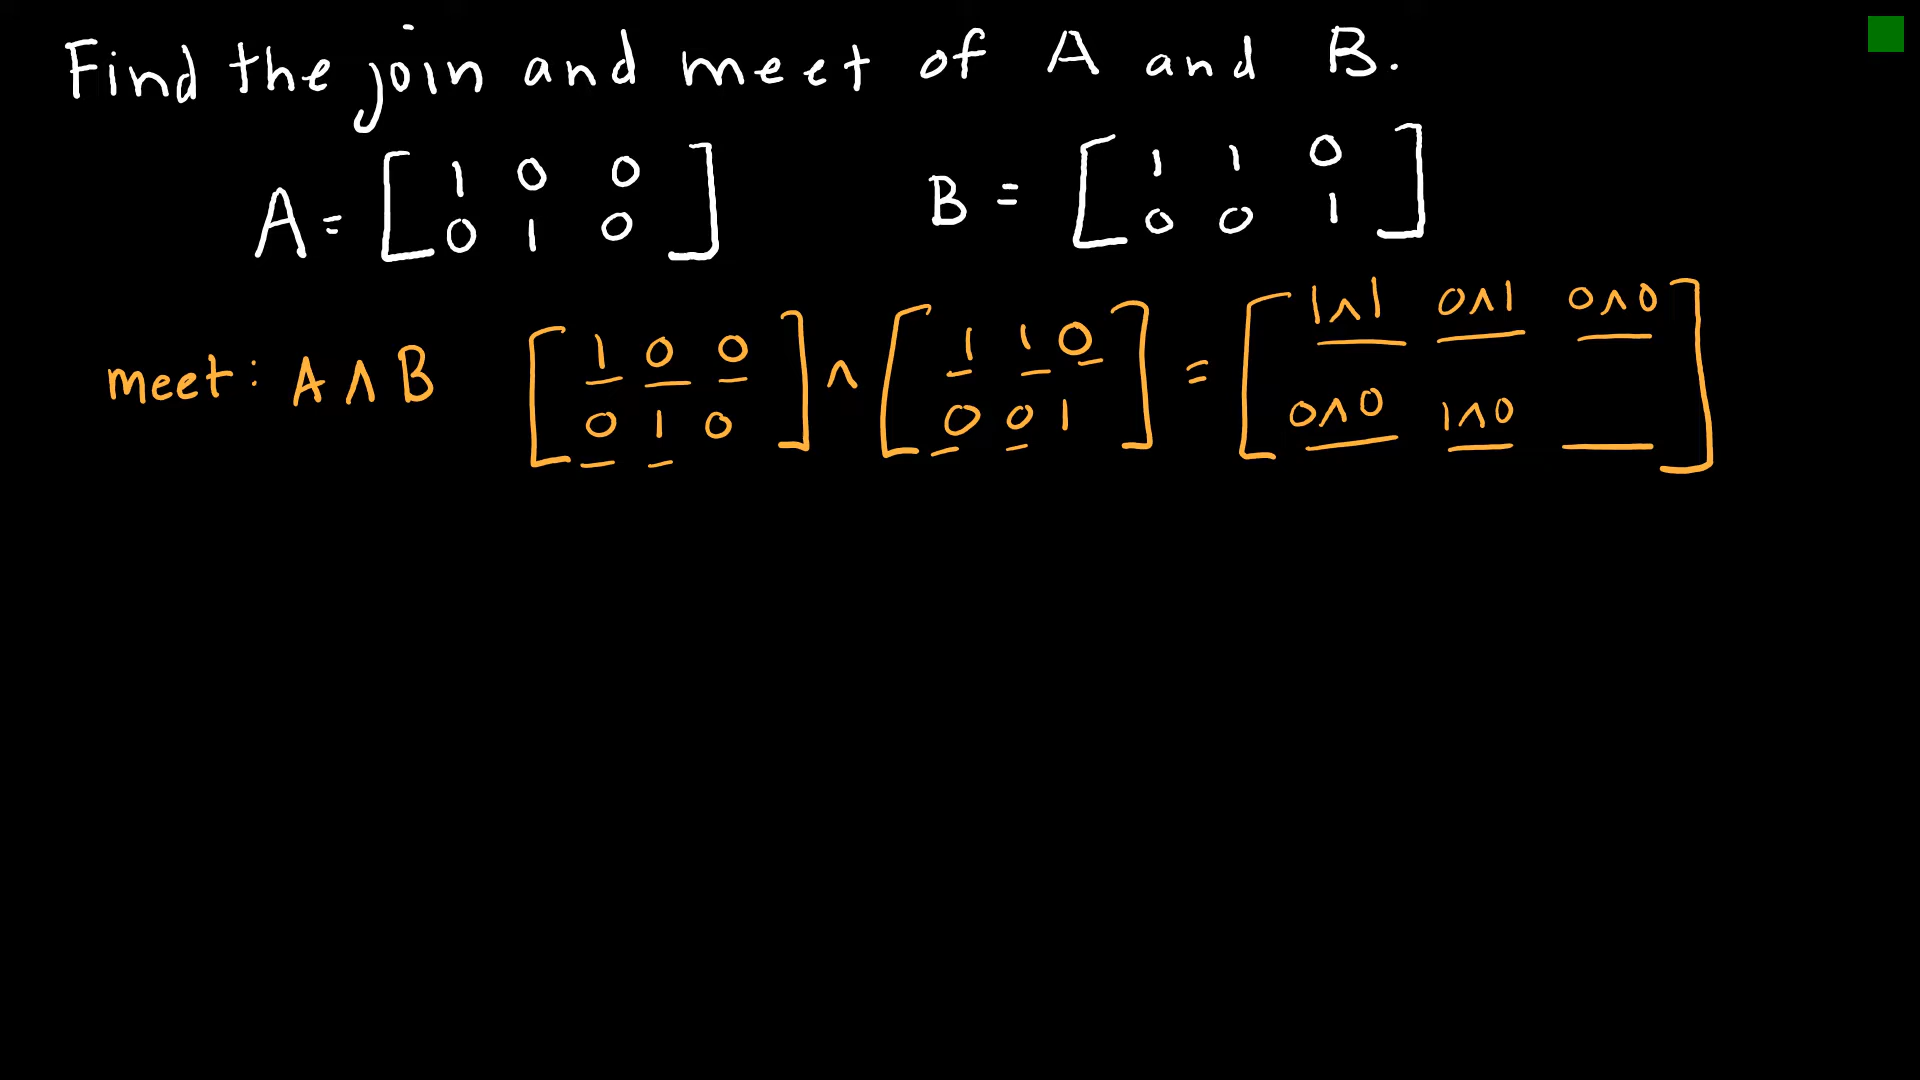 Find the join and meet of A and B.
A = [ 1 0 0
0 1 0 ]
B = [ 1 1 0
0 0 1 ]
meet: A ∧ B [ 1 0 0
0 1 0 ] ∧ [ 1 1 0
0 0 1 ] = [ 1∧1 0∧1 0∧0
0∧0 1∧0 ]